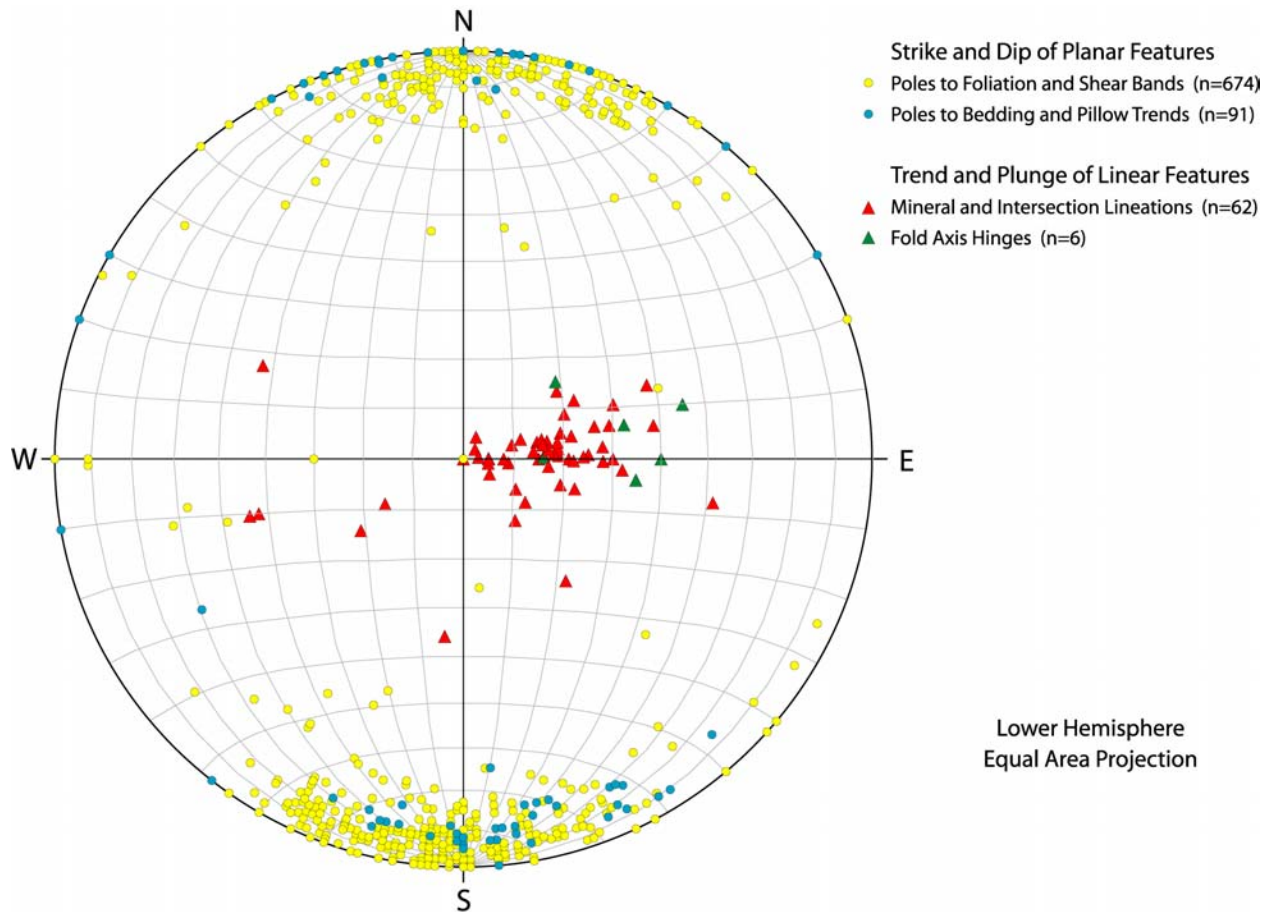 N
Strike and Dip of Planar Features
Poles to Foliation and Shear Bands (n=674)
Poles to Bedding and Pillow Trends (n=91)
Trend and Plunge of Linear Features
Mineral and Intersection Lineations (n=62)
Fold Axis Hinges (n=6)
W
E
Lower Hemisphere
Equal Area Projection
S